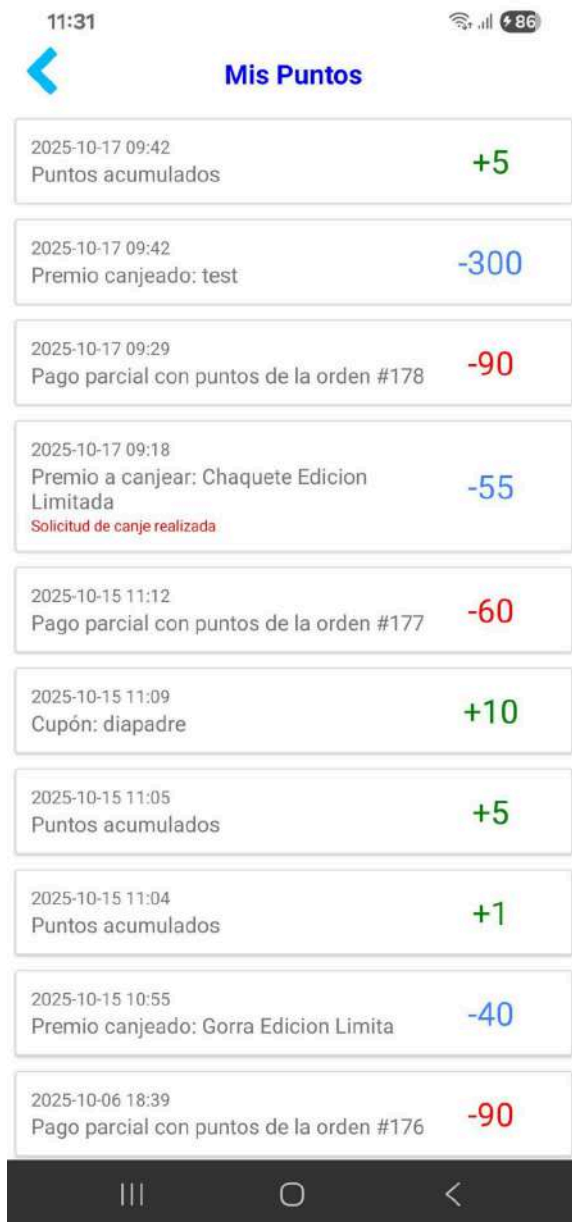 11:31
86
Mis Puntos
2025-10-17 09:42
Puntos acumulados
+5
2025-10-17 09:42
Premio canjeado: test
-300
2025-10-17 09:29
Pago parcial con puntos de la orden #178
-90
2025-10-17 09:18
Premio a canjear: Chaquete Edicion
Limitada
Solicitud de canje realizada
-55
2025-10-15 11:12
Pago parcial con puntos de la orden #177
-60
2025-10-15 11:09
Cupón: diapadre
+10
2025-10-15 11:05
Puntos acumulados
+5
2025-10-15 11:04
Puntos acumulados
+1
2025-10-15 10:55
Premio canjeado: Gorra Edicion Limita
-40
2025-10-06 18:39
Pago parcial con puntos de la orden #176
-90